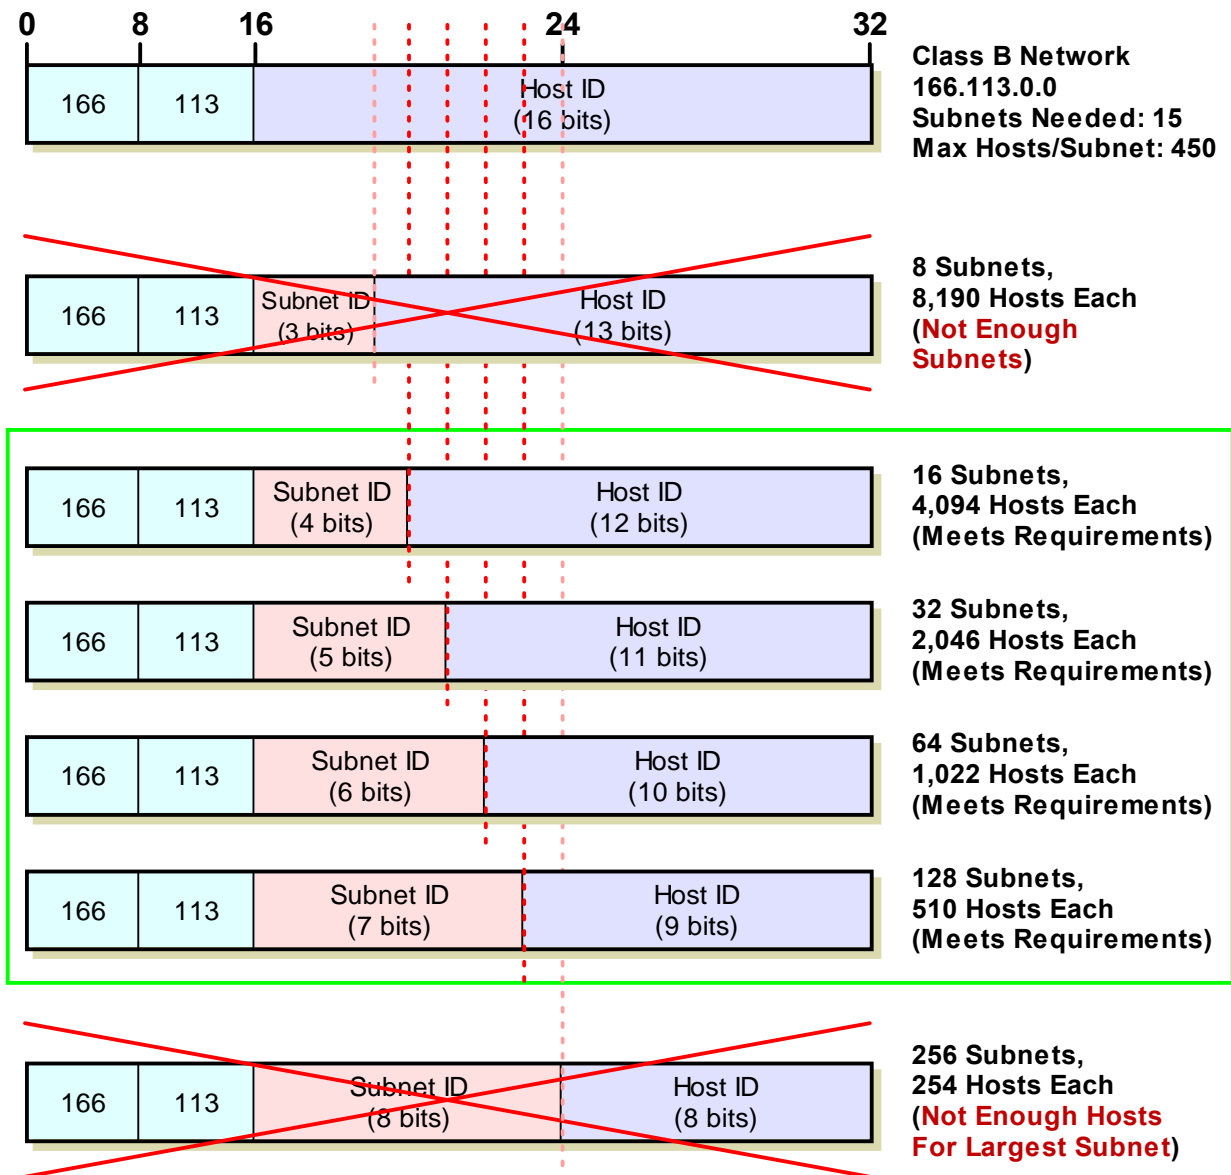 0 8 16 24 32
166 113 Host ID
(16 bits)
Class B Network
166.113.0.0
Subnets Needed: 15
Max Hosts/Subnet: 450
166 113 Subnet ID
(3 bits)
Host ID
(13 bits)
8 Subnets,
8,190 Hosts Each
(Not Enough
Subnets)
166 113 Subnet ID
(4 bits)
Host ID
(12 bits)
16 Subnets,
4,094 Hosts Each
(Meets Requirements)
166 113 Subnet ID
(5 bits)
Host ID
(11 bits)
32 Subnets,
2,046 Hosts Each
(Meets Requirements)
166 113 Subnet ID
(6 bits)
Host ID
(10 bits)
64 Subnets,
1,022 Hosts Each
(Meets Requirements)
166 113 Subnet ID
(7 bits)
Host ID
(9 bits)
128 Subnets,
510 Hosts Each
(Meets Requirements)
166 113 Subnet ID
(8 bits)
Host ID
(8 bits)
256 Subnets,
254 Hosts Each
(Not Enough Hosts
For Largest Subnet)